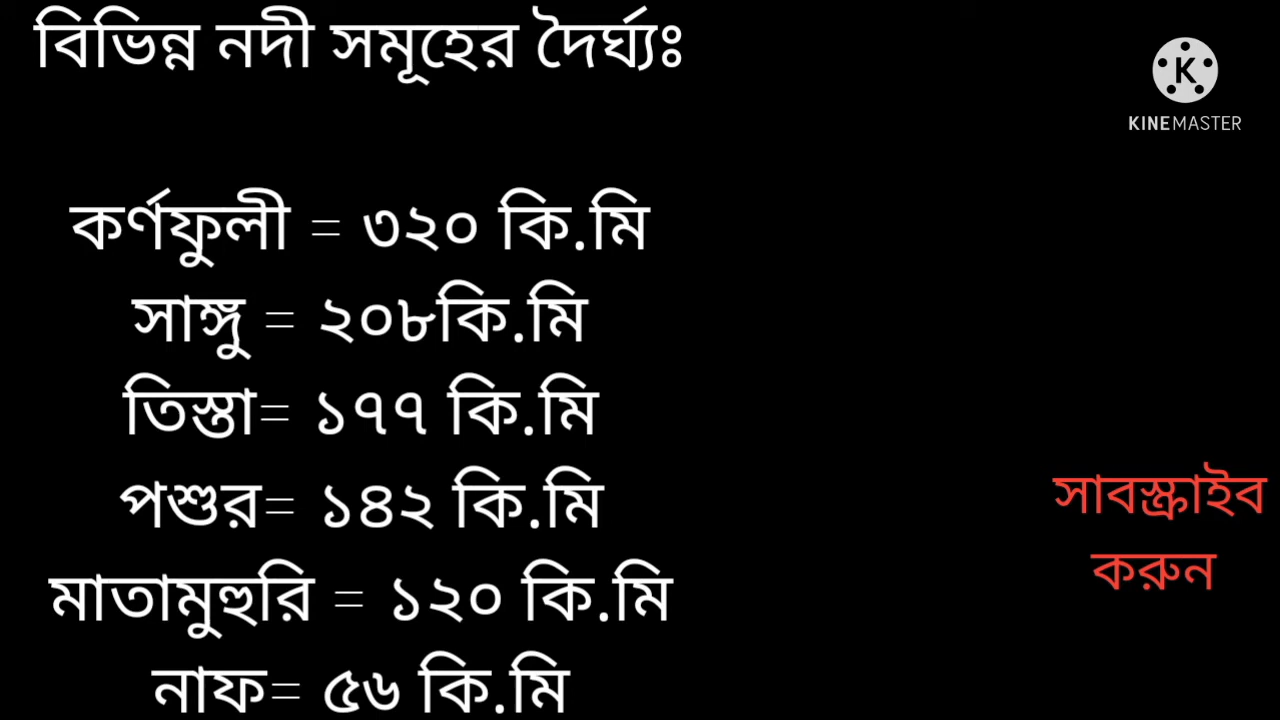 বিভিন্ন নদী সমূহের দৈর্ঘ্যঃ
KINEMASTER
কর্ণফুলী = ৩২০ কি.মি
সাঙ্গু = ২০৮কি.মি
তিস্তা= ১৭৭ কি.মি
পশুর= ১৪২ কি.মি
মাতামুহুরি = ১২০ কি.মি
নাফ= ৫৬ কি.মি
সাবস্ক্রাইব
করুন